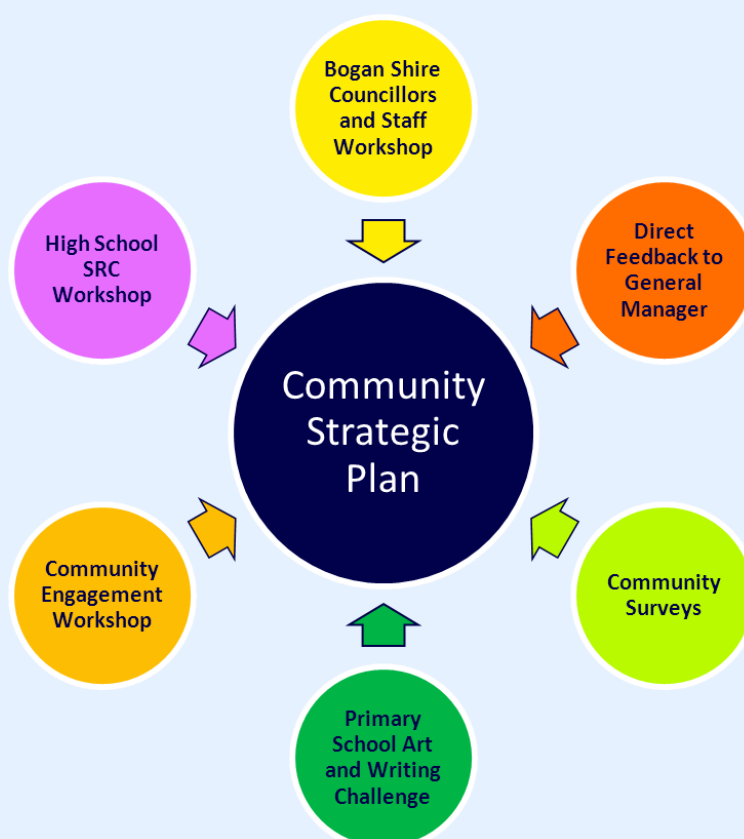 Bogan Shire
Councillors
and Staff
Workshop
High School
SRC
Workshop
Direct
Feedback to
General
Manager
Community
Strategic
Plan
Community
Engagement
Workshop
Community
Surveys
Primary
School Art
and Writing
Challenge